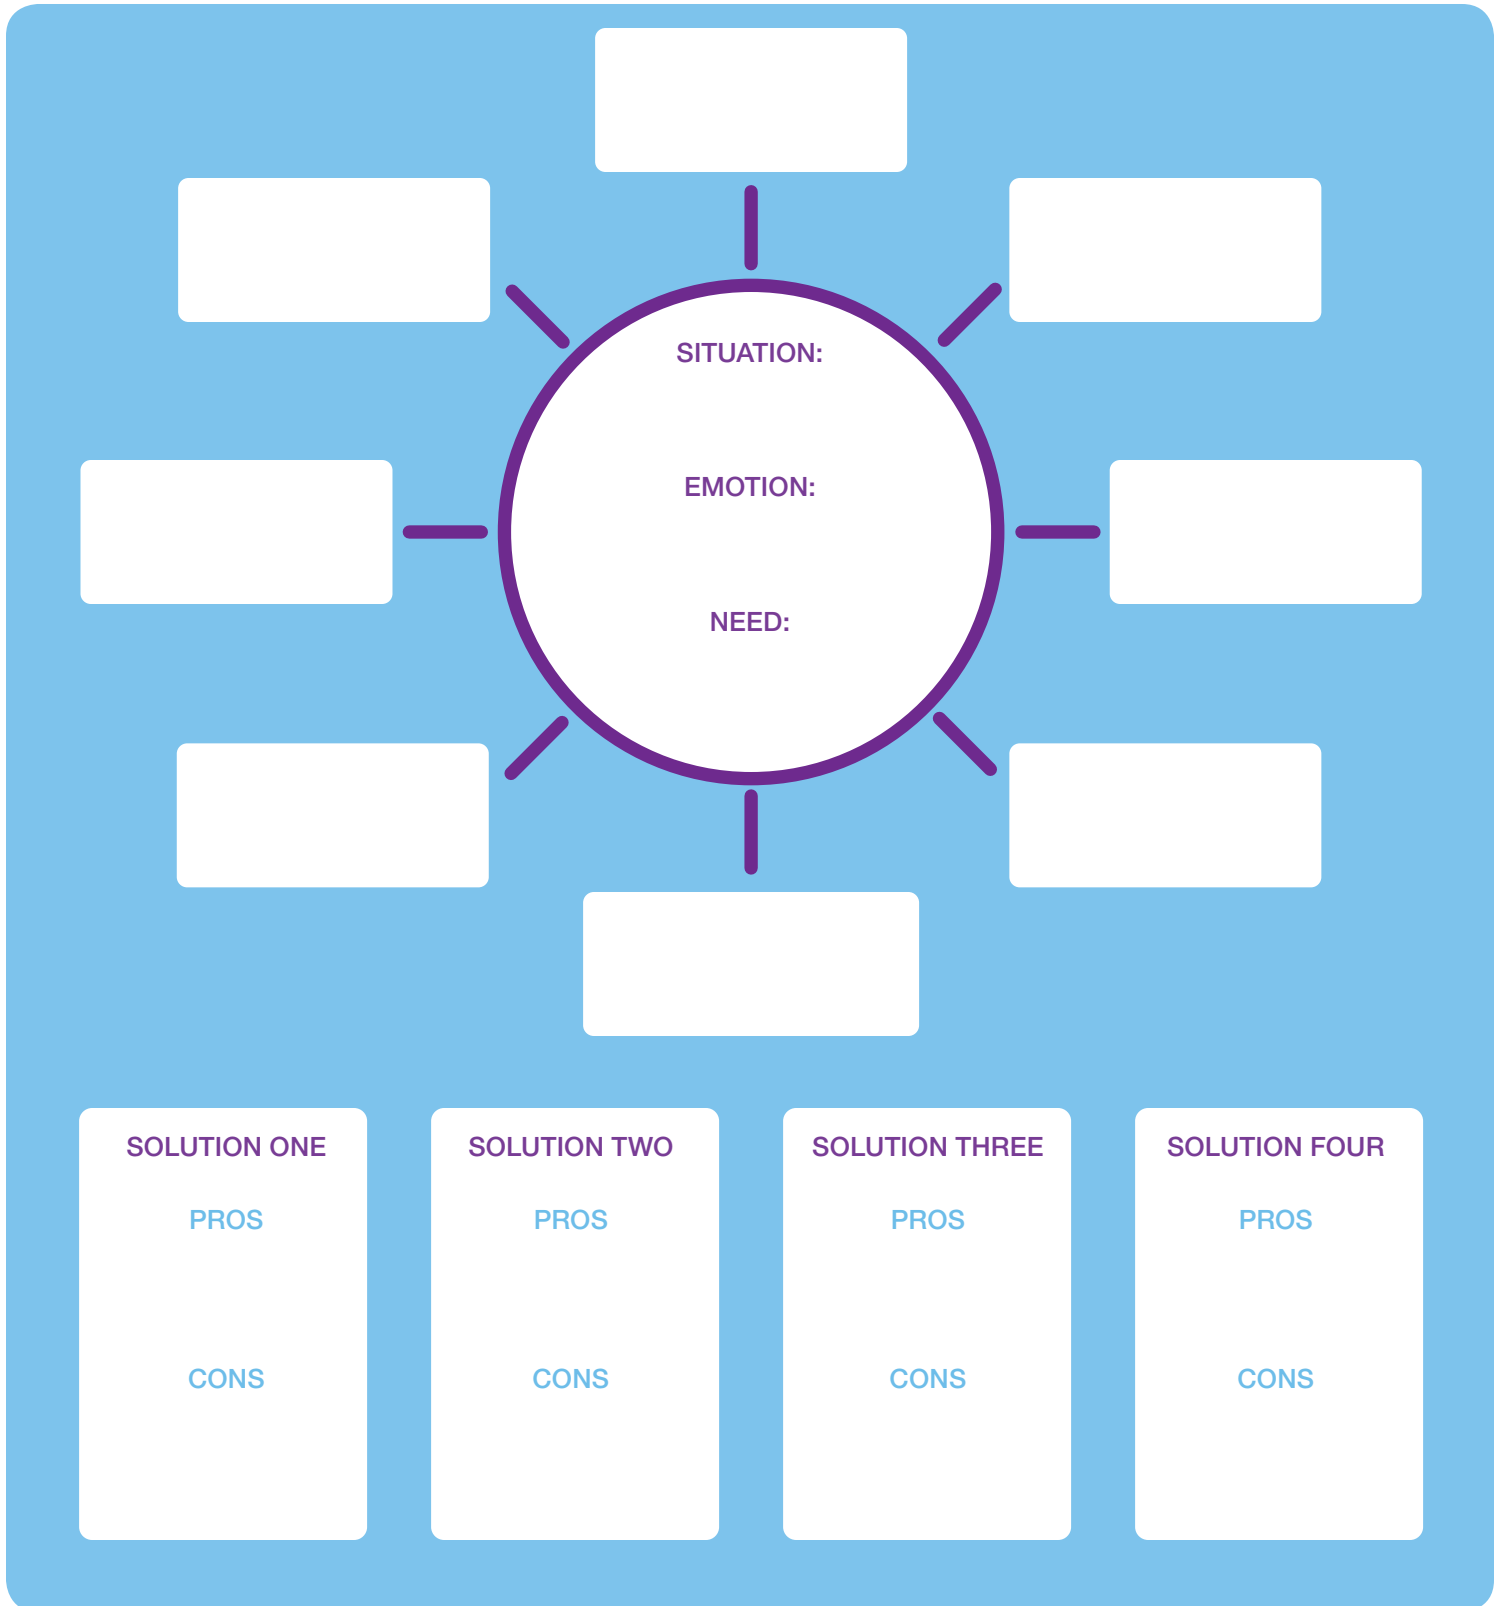 SITUATION:
EMOTION:
NEED:
SOLUTION ONE
PROS
CONS
SOLUTION TWO
PROS
CONS
SOLUTION THREE
PROS
CONS
SOLUTION FOUR
PROS
CONS